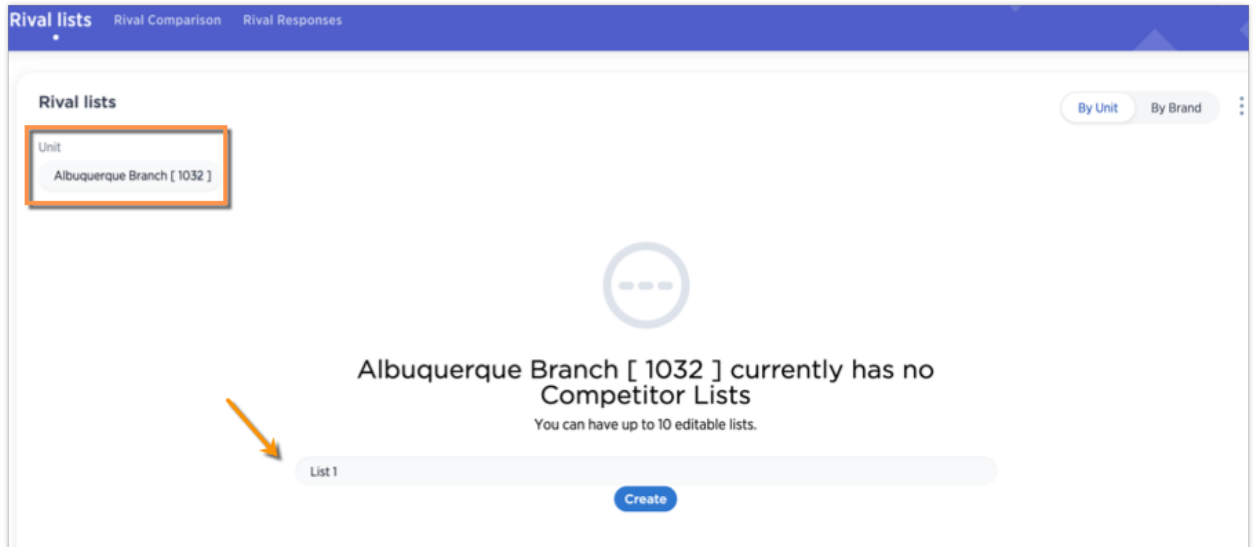 Rival lists Rival Comparison Rival Responses
Rival lists
By Unit By Brand
Unit
Albuquerque Branch [ 1032 ]
Albuquerque Branch [ 1032 ] currently has no
Competitor Lists
You can have up to 10 editable lists.
List 1
Create